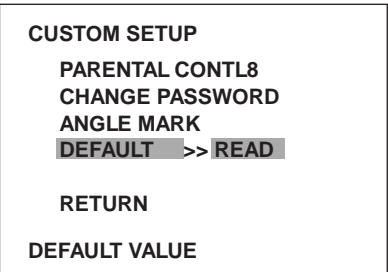 CUSTOM SETUP
PARENTAL CONTL8
CHANGE PASSWORD
ANGLE MARK
DEFAULT >> READ
RETURN
DEFAULT VALUE